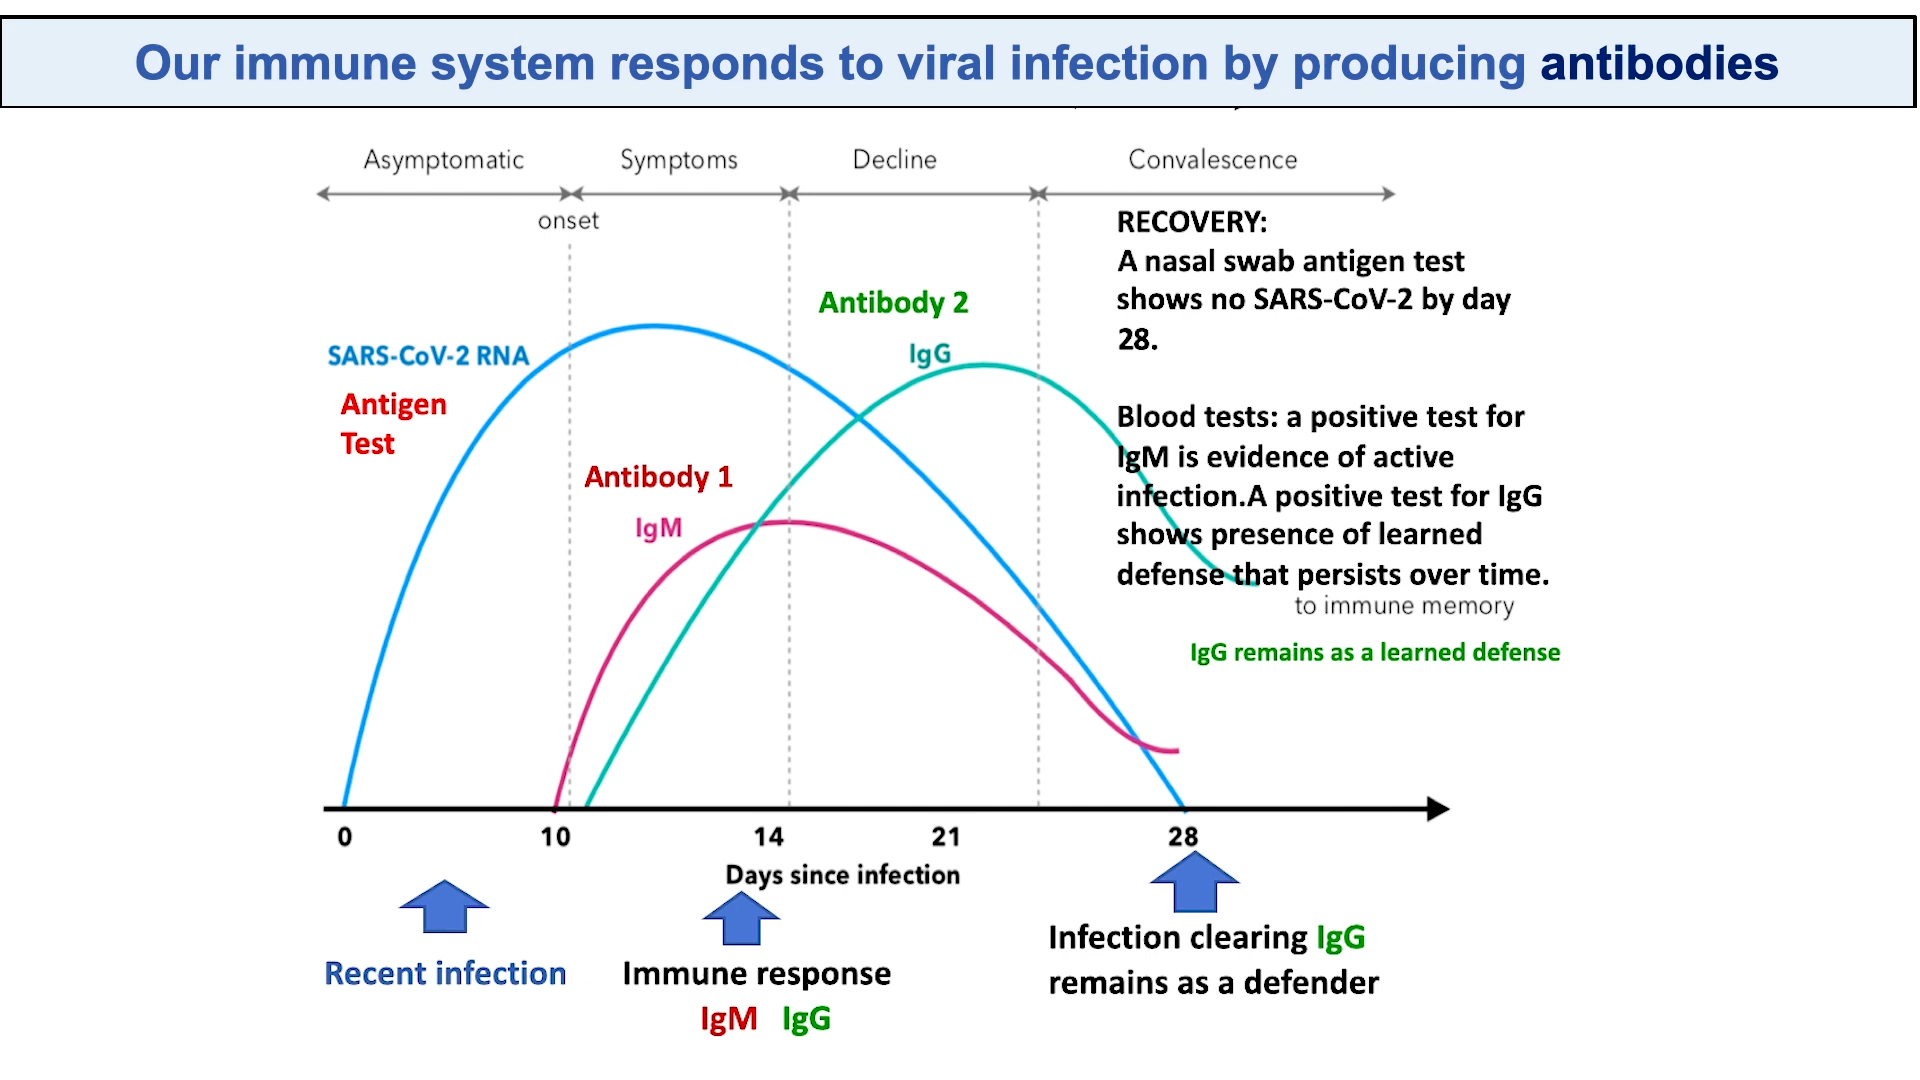 Our immune system responds to viral infection by producing antibodies
Asymptomatic
Symptoms
Decline
Convalescence
onset
RECOVERY:
A nasal swab antigen test
shows no SARS-CoV-2 by day
28.
Antibody 2
IgG
SARS-CoV-2 RNA
Antigen
Test
Blood tests: a positive test for
IgM is evidence of active
infection.A positive test for IgG
shows presence of learned
defense that persists over time.
Antibody 1
IgM
to immune memory
IgG remains as a learned defense
0 10 14 21 28
Days since infection
Recent infection
Immune response
IgM IgG
Infection clearing IgG
remains as a defender